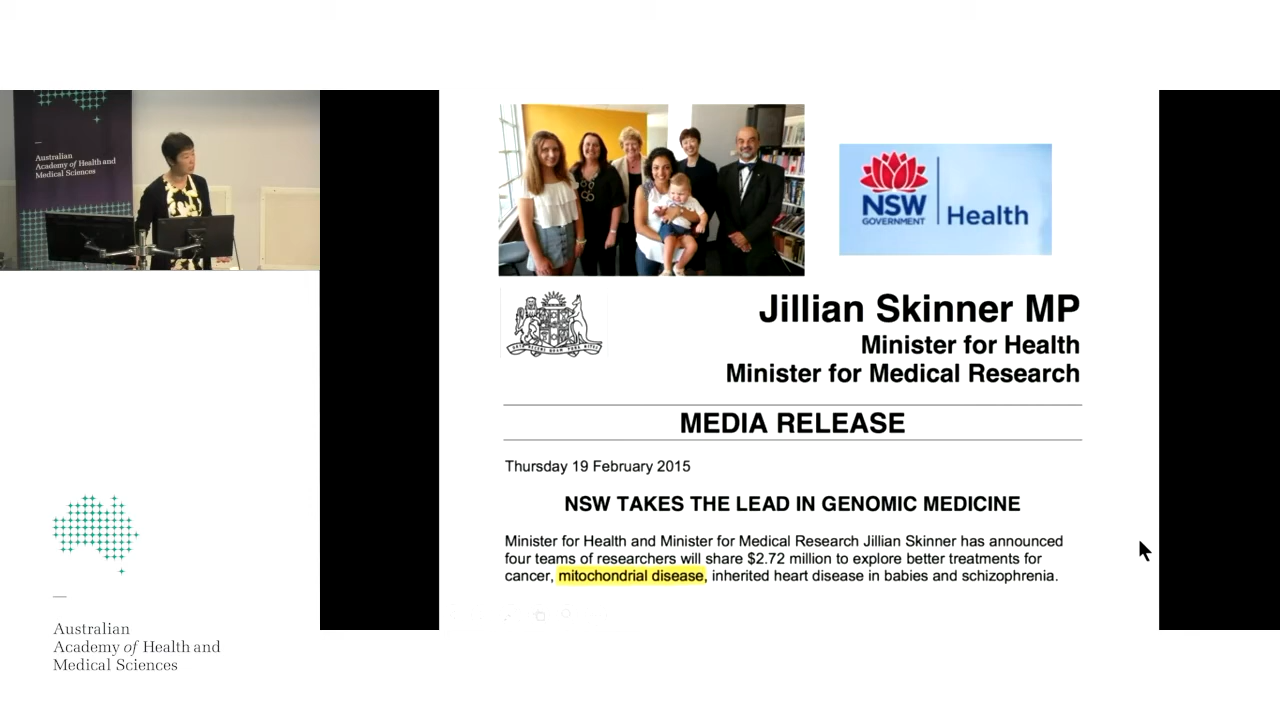 Australian
Academy of Health and
Medical Sciences
NSW
GOVERNMENT
Health
Jillian Skinner MP
Minister for Health
Minister for Medical Research
MEDIA RELEASE
Thursday 19 February 2015
NSW TAKES THE LEAD IN GENOMIC MEDICINE
Minister for Health and Minister for Medical Research Jillian Skinner has announced
four teams of researchers will share $2.72 million to explore better treatments for
cancer, mitochondrial disease, inherited heart disease in babies and schizophrenia.
Australian
Academy of Health and
Medical Sciences